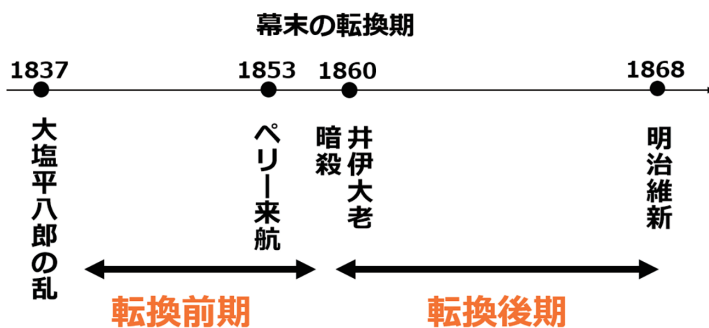 幕末の転換期
1837
1853
1860
1868
大塩平八郎の乱
ペリー来航
井伊大老
暗殺
明治維新
転換前期
転換後期